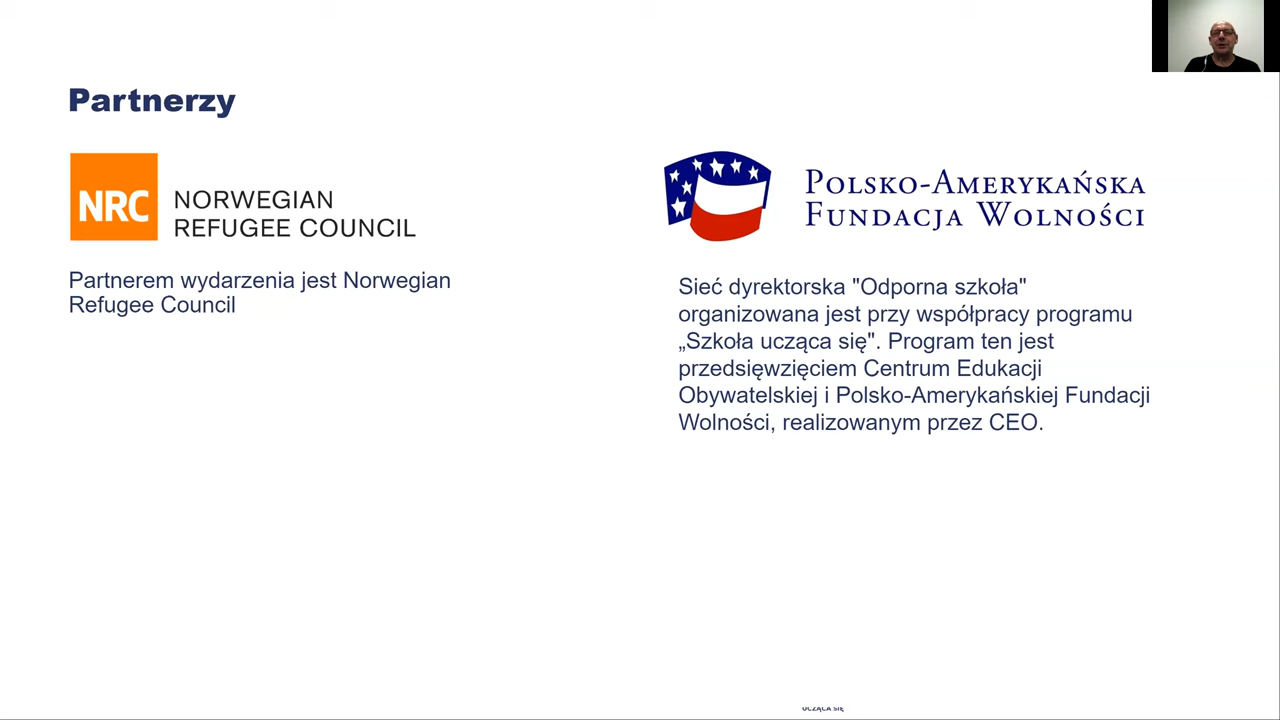 Partnerzy
NRC
NORWEGIAN
REFUGEE COUNCIL
Partnerem wydarzenia jest Norwegian
Refugee Council
POLSKO-AMERYKAŃSKA
FUNDACJA WOLNOŚCI
Sieć dyrektorska "Odporna szkoła"
organizowana jest przy współpracy programu
„Szkoła ucząca się". Program ten jest
przedsięwzięciem Centrum Edukacji
Obywatelskiej i Polsko-Amerykańskiej Fundacji
Wolności, realizowanym przez CEO.
UCZĄCA SIĘ